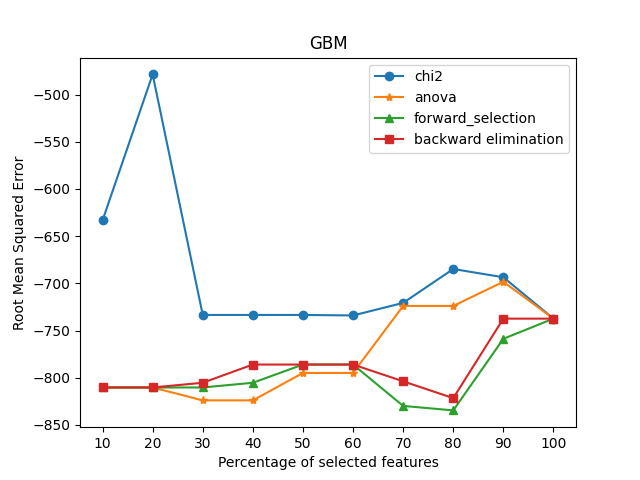 GBM
Root Mean Squared Error
−500
−550
−600
−650
−700
−750
−800
−850
chi2
anova
forward_selection
backward elimination
10 20 30 40 50 60 70 80 90 100
Percentage of selected features